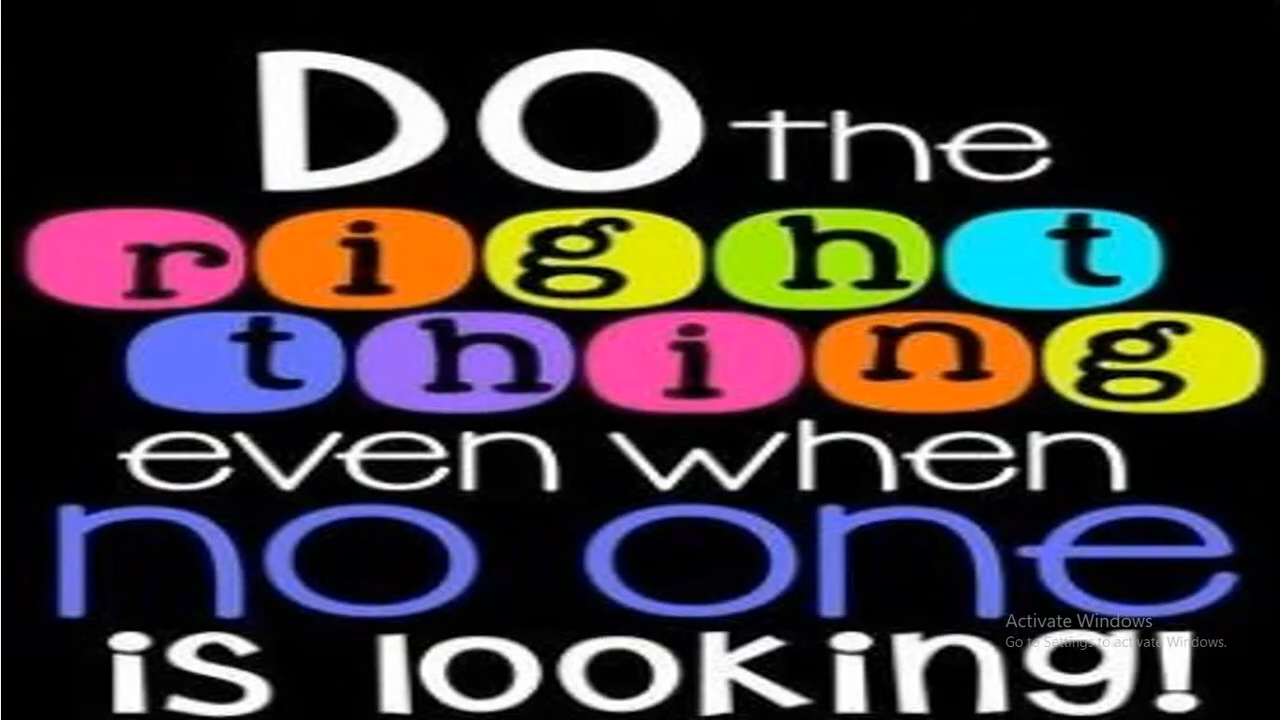 DO the
right
thing
even when
no one
is looking!
Activate Windows
Go to Settings to activate Windows.